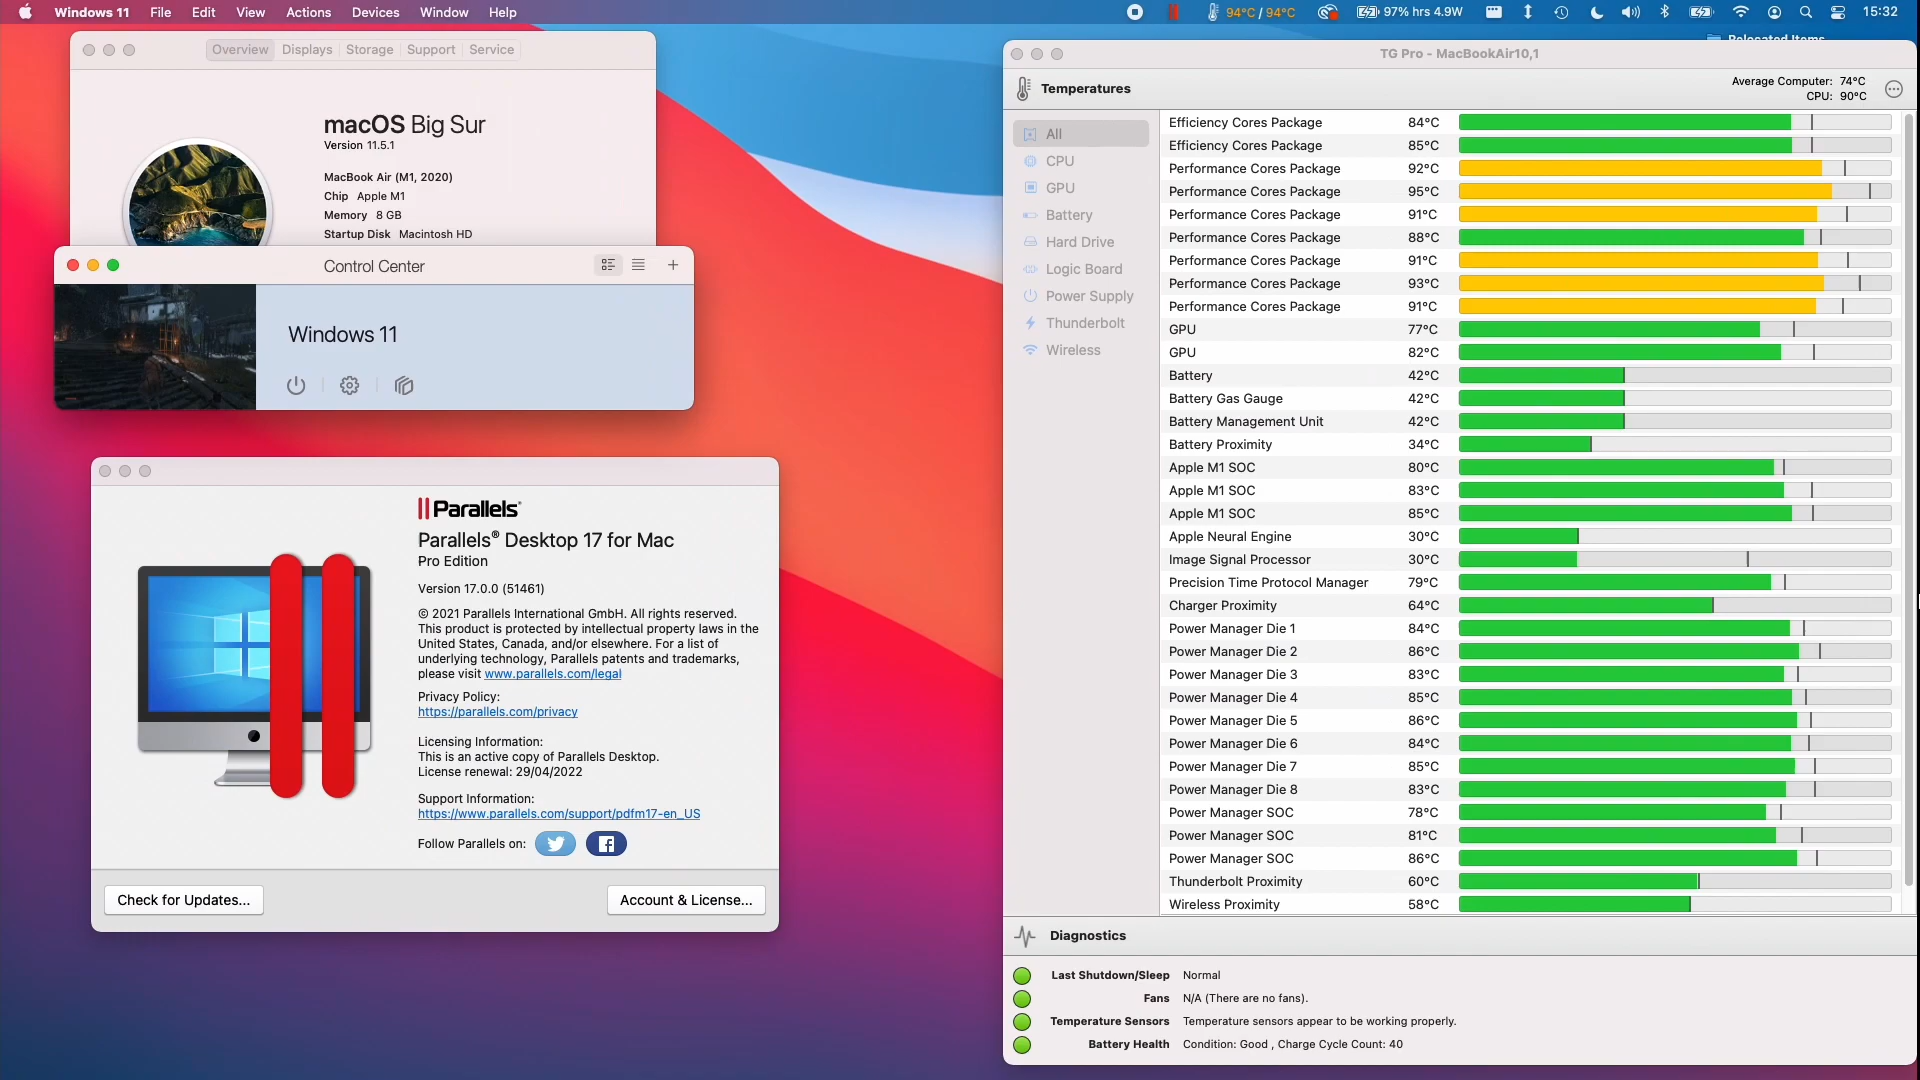 Windows 11 File Edit View Actions Devices Window Help
94°C / 94°C 97% hrs 4.9W 15:32
Relocated Items
Overview Displays Storage Support Service
macOS Big Sur
Version 11.5.1
MacBook Air (M1, 2020)
Chip Apple M1
Memory 8 GB
Startup Disk Macintosh HD
Control Center
Windows 11
Parallels®
Parallels® Desktop 17 for Mac
Pro Edition
Version 17.0.0 (51461)
© 2021 Parallels International GmbH. All rights reserved.
This product is protected by intellectual property laws in the
United States, Canada, and/or elsewhere. For a list of
underlying technology, Parallels patents and trademarks,
please visit www.parallels.com/legal
Privacy Policy:
https://parallels.com/privacy
Licensing Information:
This is an active copy of Parallels Desktop.
License renewal: 29/04/2022
Support Information:
https://www.parallels.com/support/pdfm17-en_US
Follow Parallels on:
Check for Updates... Account & License...
TG Pro - MacBookAir10,1
Temperatures
Average Computer: 74°C
CPU: 90°C
All
CPU
GPU
Battery
Hard Drive
Logic Board
Power Supply
Thunderbolt
Wireless
Efficiency Cores Package 84°C
Efficiency Cores Package 85°C
Performance Cores Package 92°C
Performance Cores Package 95°C
Performance Cores Package 91°C
Performance Cores Package 88°C
Performance Cores Package 91°C
Performance Cores Package 93°C
Performance Cores Package 91°C
GPU 77°C
GPU 82°C
Battery 42°C
Battery Gas Gauge 42°C
Battery Management Unit 42°C
Battery Proximity 34°C
Apple M1 SOC 80°C
Apple M1 SOC 83°C
Apple M1 SOC 85°C
Apple Neural Engine 30°C
Image Signal Processor 30°C
Precision Time Protocol Manager 79°C
Charger Proximity 64°C
Power Manager Die 1 84°C
Power Manager Die 2 86°C
Power Manager Die 3 83°C
Power Manager Die 4 85°C
Power Manager Die 5 86°C
Power Manager Die 6 84°C
Power Manager Die 7 85°C
Power Manager Die 8 83°C
Power Manager SOC 78°C
Power Manager SOC 81°C
Power Manager SOC 86°C
Thunderbolt Proximity 60°C
Wireless Proximity 58°C
Diagnostics
Last Shutdown/Sleep Normal
Fans N/A (There are no fans).
Temperature Sensors Temperature sensors appear to be working properly.
Battery Health Condition: Good , Charge Cycle Count: 40